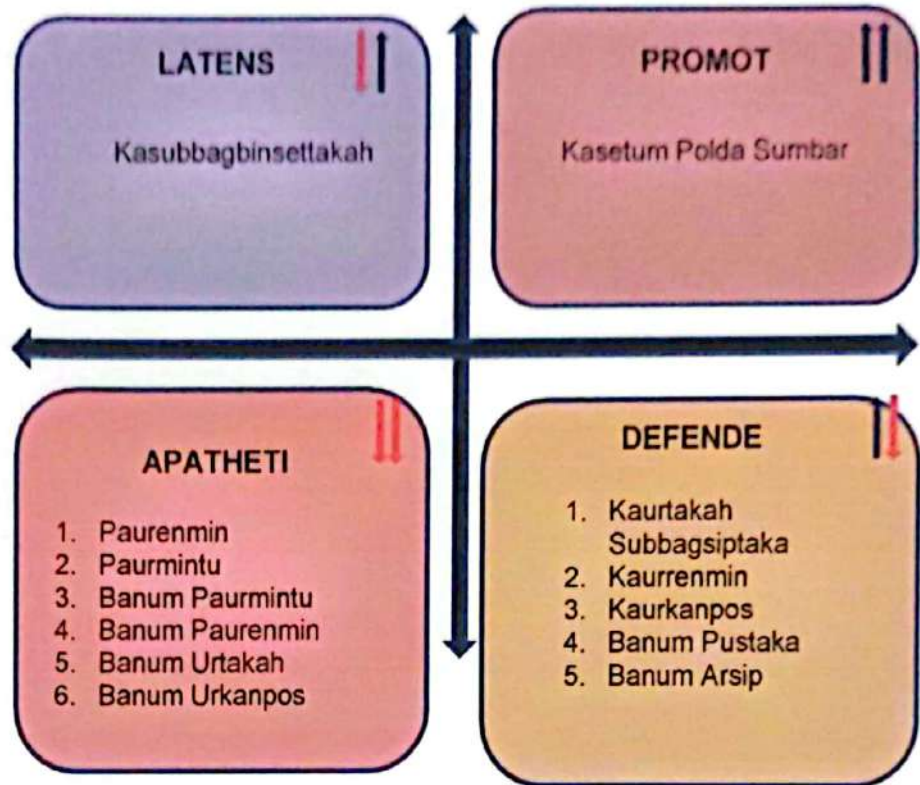 LATENS
Kasubbagbinsettakah
PROMOT
Kasetum Polda Sumbar
APATHETI
1. Paurenmin
2. Paurmintu
3. Banum Paurmintu
4. Banum Paurenmin
5. Banum Urtakah
6. Banum Urkanpos
DEFENDE
1. Kaurtakah
Subbagsiptaka
2. Kaurrenmin
3. Kaurkanpos
4. Banum Pustaka
5. Banum Arsip